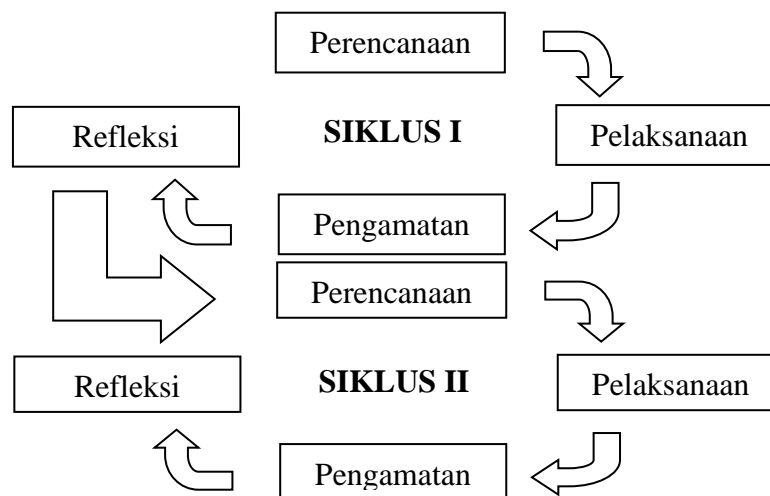 Perencanaan
Refleksi
SIKLUS I
Pelaksanaan
Pengamatan
Perencanaan
Refleksi
SIKLUS II
Pelaksanaan
Pengamatan